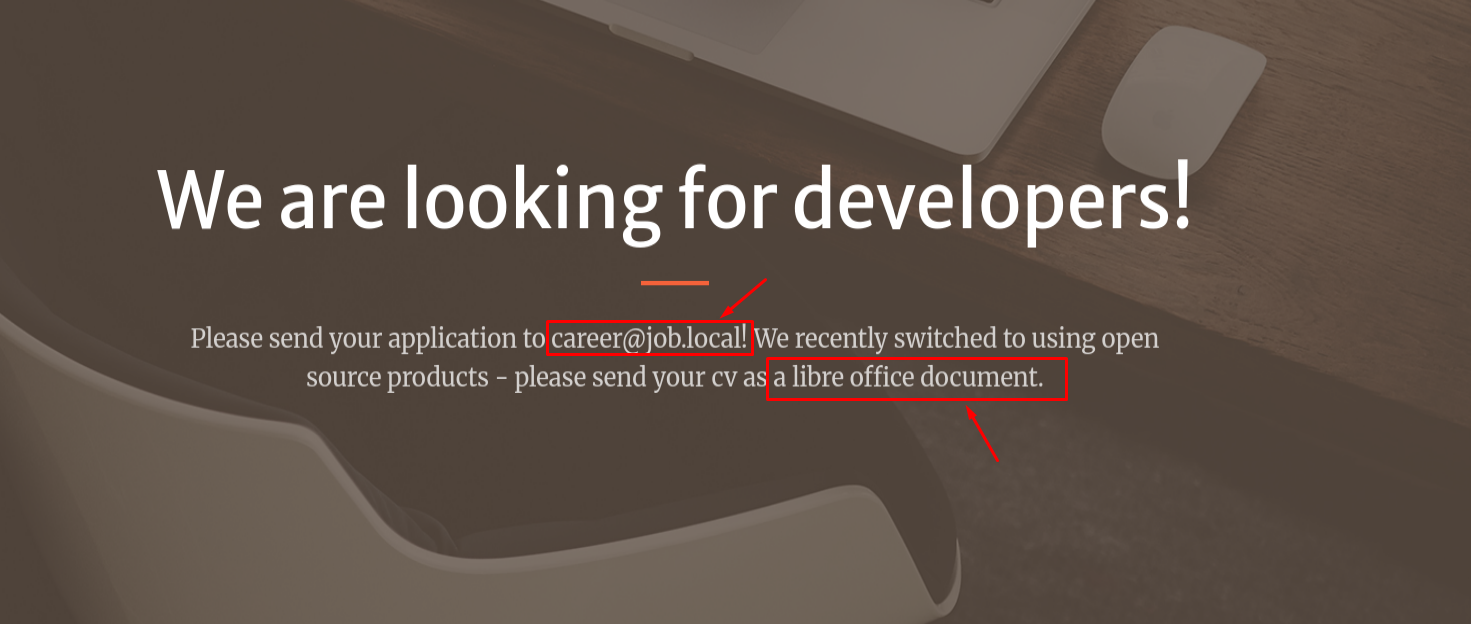 We are looking for developers!
Please send your application to career@job.local! We recently switched to using open
source products - please send your cv as a libre office document.